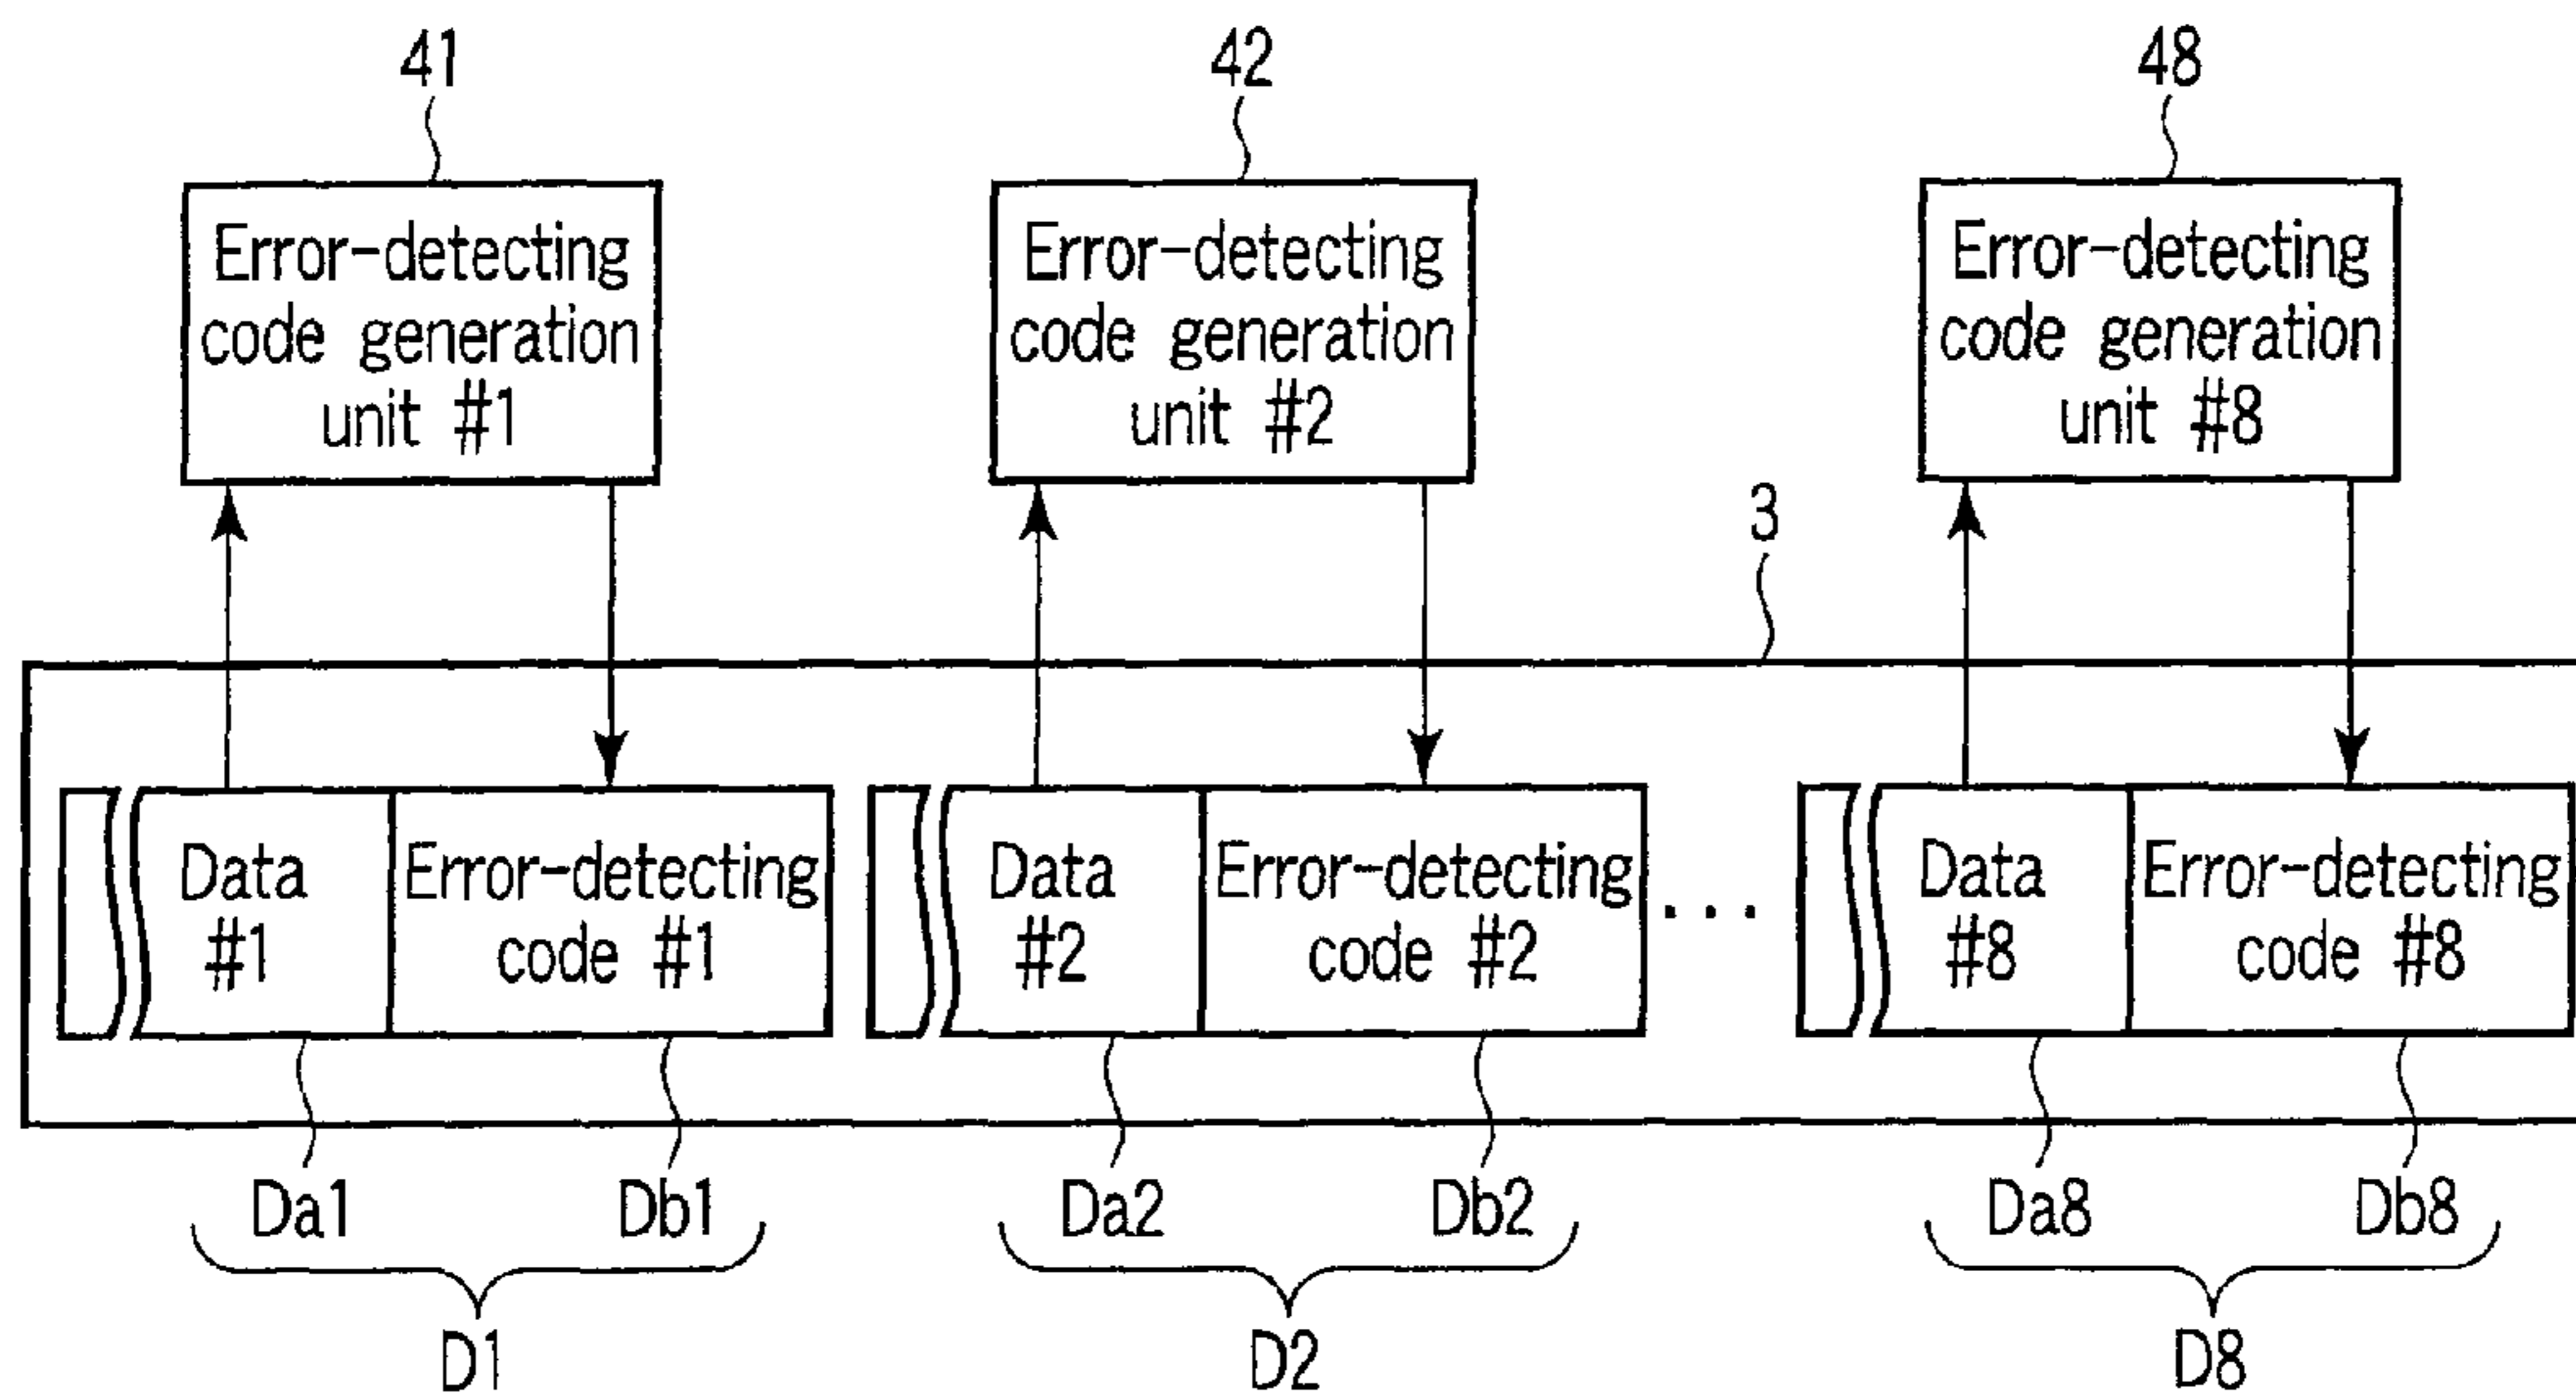 41
42
48
Error-detecting
code generation
unit #1
Error-detecting
code generation
unit #2
Error-detecting
code generation
unit #8
3
Data
#1
Error-detecting
code #1
Data
#2
Error-detecting
code #2
...
Data
#8
Error-detecting
code #8
Da1
Db1
Da2
Db2
Da8
Db8
D1
D2
D8